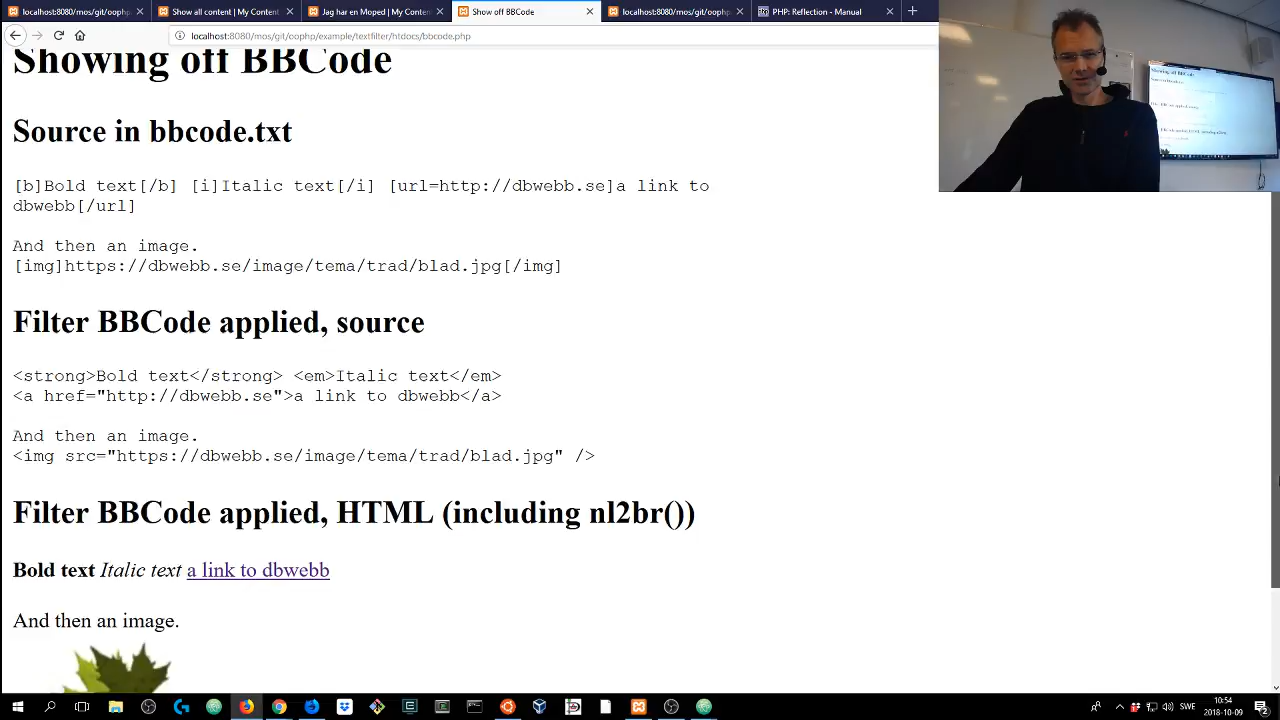 localhost:8080/mos/git/oophp
Show all content | My Content
Jag har en Moped | My Content
Show off BBCode
localhost:8080/mos/git/oophp/e
PHP: Reflection - Manual
localhost:8080/mos/git/oophp/example/textfilter/htdocs/bbcode.php
Showing off BBCode
Source in bbcode.txt
[b]Bold text[/b] [i]Italic text[/i] [url=http://dbwebb.se]a link to
dbwebb[/url]
And then an image.
[img]https://dbwebb.se/image/tema/trad/blad.jpg[/img]
Filter BBCode applied, source
<strong>Bold text</strong> <em>Italic text</em>
<a href="http://dbwebb.se">a link to dbwebb</a>
And then an image.
<img src="https://dbwebb.se/image/tema/trad/blad.jpg" />
Filter BBCode applied, HTML (including nl2br())
Bold text Italic text a link to dbwebb
And then an image.
SWE
10:54
2018-10-09